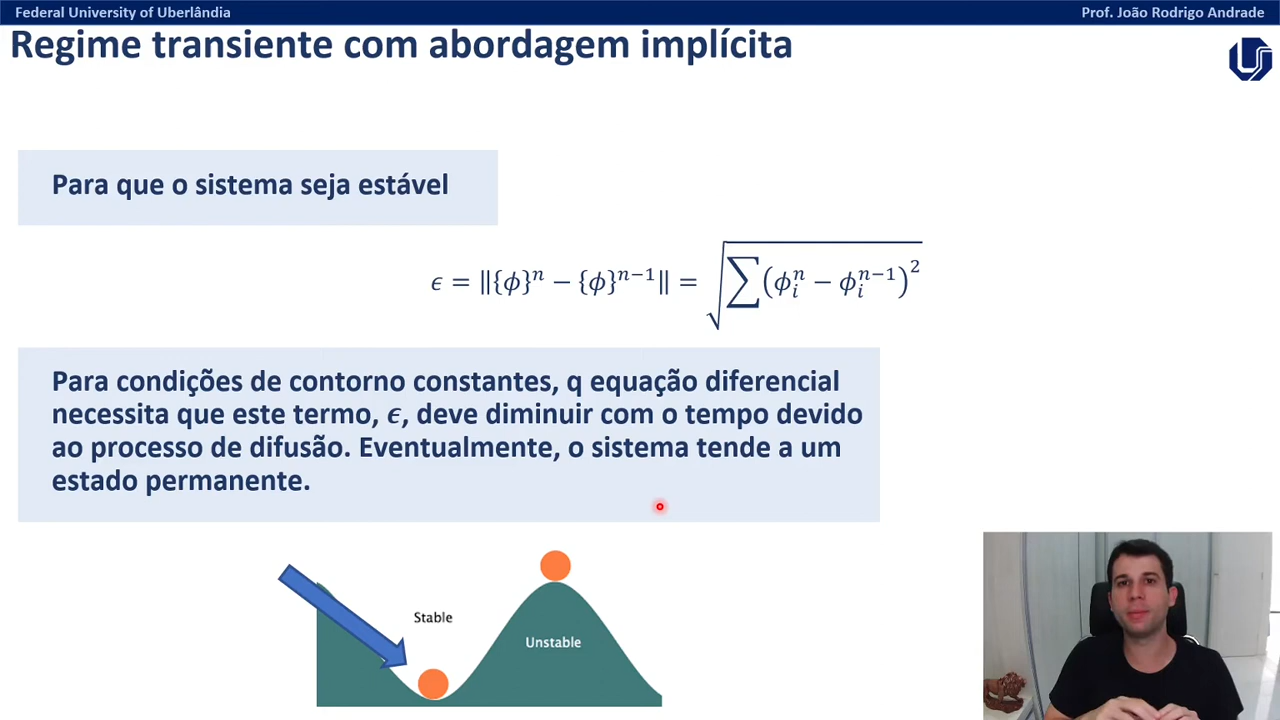 Federal University of Uberlândia
Prof. João Rodrigo Andrade
Regime transiente com abordagem implícita
Para que o sistema seja estável
𝜖 = ‖{𝜙}ⁿ − {𝜙}ⁿ⁻¹‖ = √∑(𝜙ᵢⁿ − 𝜙ᵢⁿ⁻¹)²
Para condições de contorno constantes, q equação diferencial
necessita que este termo, 𝝐, deve diminuir com o tempo devido
ao processo de difusão. Eventualmente, o sistema tende a um
estado permanente.
Stable
Unstable